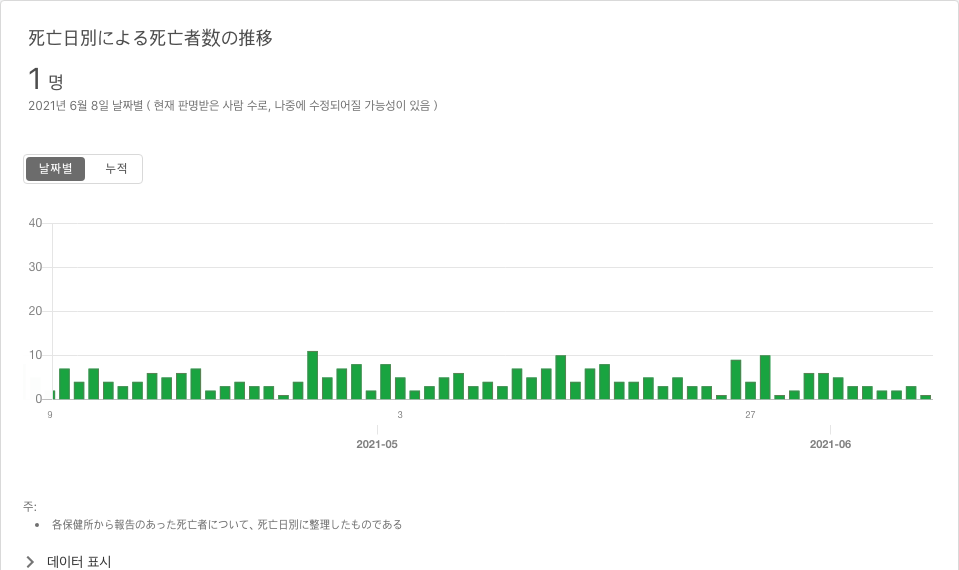 死亡日別による死亡者数の推移
1 명
2021년 6월 8일 날짜별 ( 현재 판명받은 사람 수로, 나중에 수정되어질 가능성이 있음 )
날짜별 누적
40
30
20
10
0
9 3 27
2021-05 2021-06
주:
• 各保健所から報告のあった死亡者について、死亡日別に整理したものである
데이터 표시